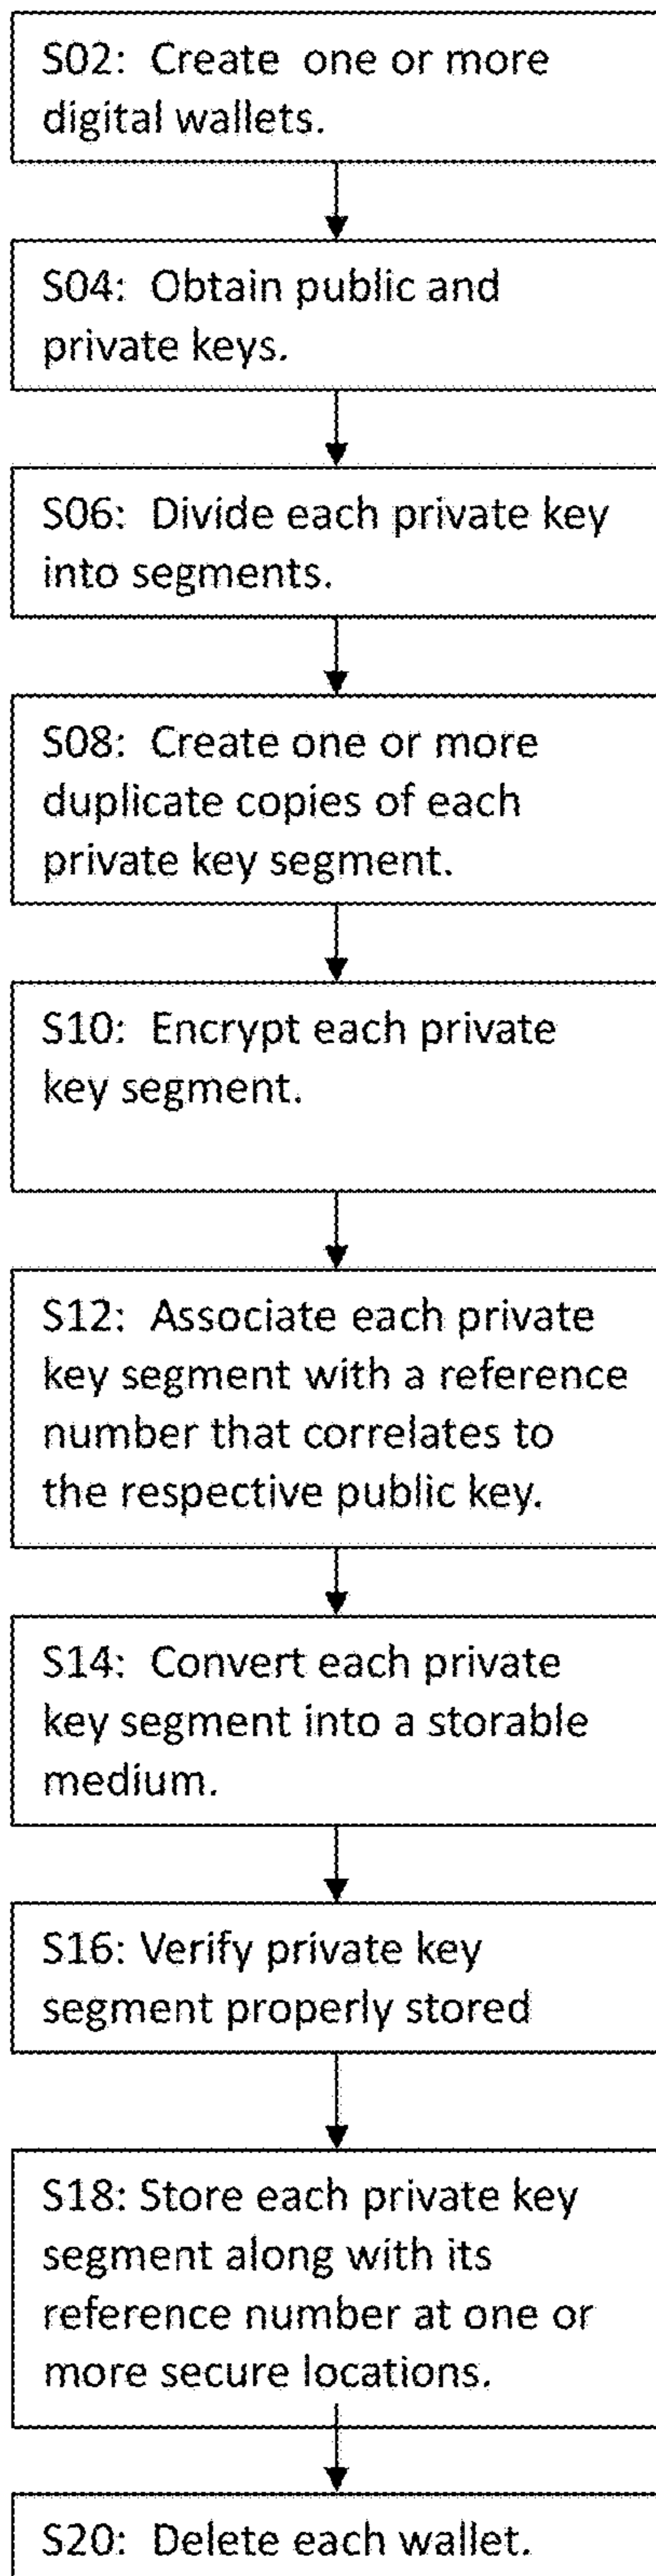 S02: Create one or more
digital wallets.
S04: Obtain public and
private keys.
S06: Divide each private key
into segments.
S08: Create one or more
duplicate copies of each
private key segment.
S10: Encrypt each private
key segment.
S12: Associate each private
key segment with a reference
number that correlates to
the respective public key.
S14: Convert each private
key segment into a storable
medium.
S16: Verify private key
segment properly stored
S18: Store each private key
segment along with its
reference number at one or
more secure locations.
S20: Delete each wallet.